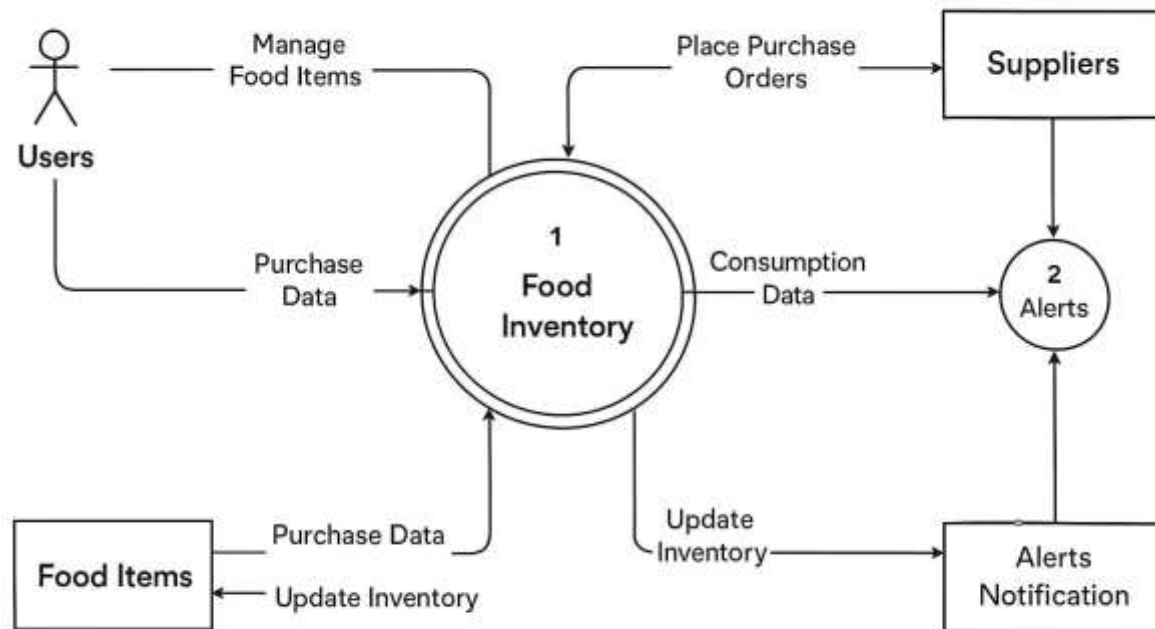 Manage
Food Items
Place Purchase
Orders
Suppliers
Users
1
Food
Inventory
Purchase
Data
Consumption
Data
2
Alerts
Purchase Data
Update
Inventory
Food Items
Update Inventory
Alerts
Notification